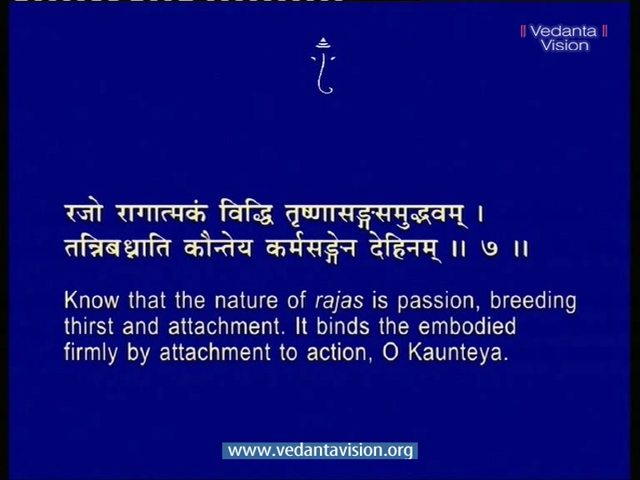 ॥ Vedanta ॥
Vision
रजो रागात्मकं विद्धि तृष्णासङ्गसमुद्भवम् ।
तन्निबध्नाति कौन्तेय कर्मसङ्गेन देहिनम् ॥ ७ ॥
Know that the nature of rajas is passion, breeding
thirst and attachment. It binds the embodied
firmly by attachment to action, O Kaunteya.
www.vedantavision.org